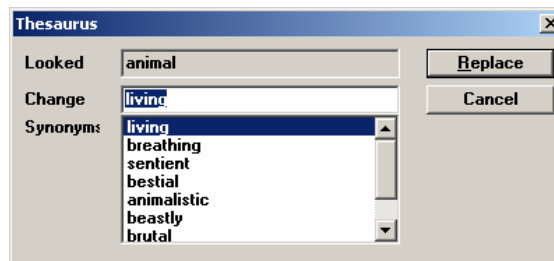 Thesaurus
Looked animal Replace
Change living Cancel
Synonyms living
breathing
sentient
bestial
animalistic
beastly
brutal